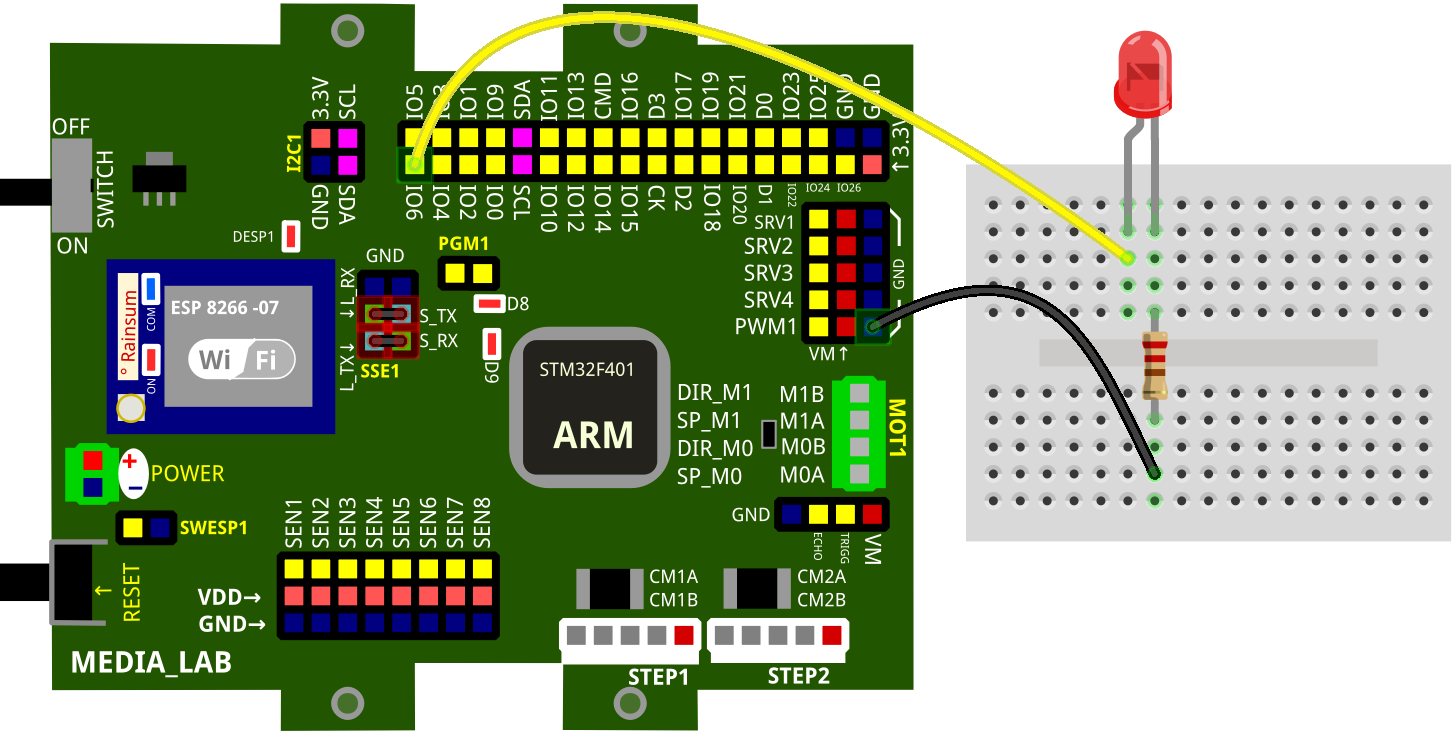 OFF
SWITCH
ON
3.3V
SCL
I2C1
GND
SDA
IO5
IO3
IO1
IO9
SDA
IO11
IO13
CMD
IO16
D3
IO17
IO19
IO21
D0
IO23
IO25
GND
GND
↑ 3.3V
IO6
IO4
IO2
IO0
SCL
IO10
IO12
IO14
IO15
CK
D2
IO18
IO20
D1
IO22
IO24
IO26
DESP1
PGM1
GND
SRV1
SRV2
SRV3
SRV4
PWM1
GND
VM↑
° Rainsum
COM
ON
ESP 8266 -07
Wi Fi
↑ L_RX
L_TX ↑
S_TX
S_RX
SSE1
D8
D9
STM32F401
ARM
DIR_M1
SP_M1
DIR_M0
SP_M0
M1B
M1A
M0B
M0A
MOT1
+
−
POWER
SWESP1
SEN1
SEN2
SEN3
SEN4
SEN5
SEN6
SEN7
SEN8
GND
ECHO
TRIGG
VM
← RESET
VDD→
GND→
CM1A
CM1B
CM2A
CM2B
MEDIA_LAB
STEP1
STEP2